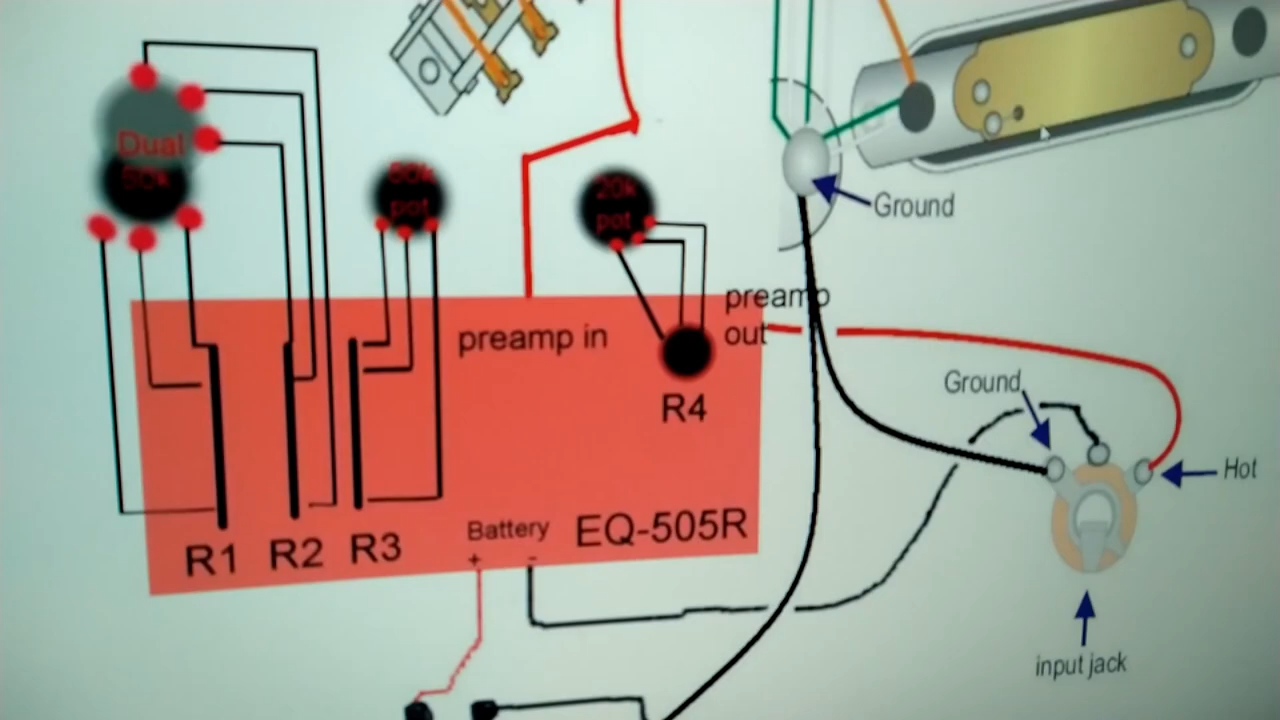 Dual
50k
50k
pot
20k
pot
Ground
preamp in
preamp
out
R4
Ground
Hot
Battery
+ -
EQ-505R
R1 R2 R3
input jack